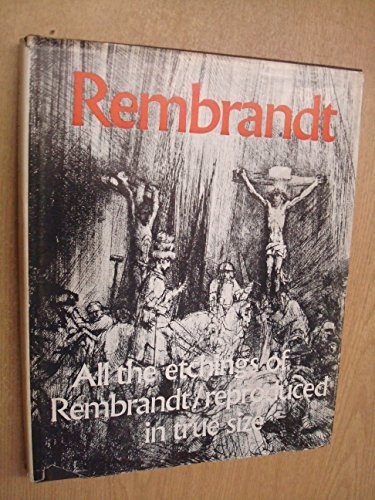 Rembrandt
All the etchings of
Rembrandt/reproduced
in true size